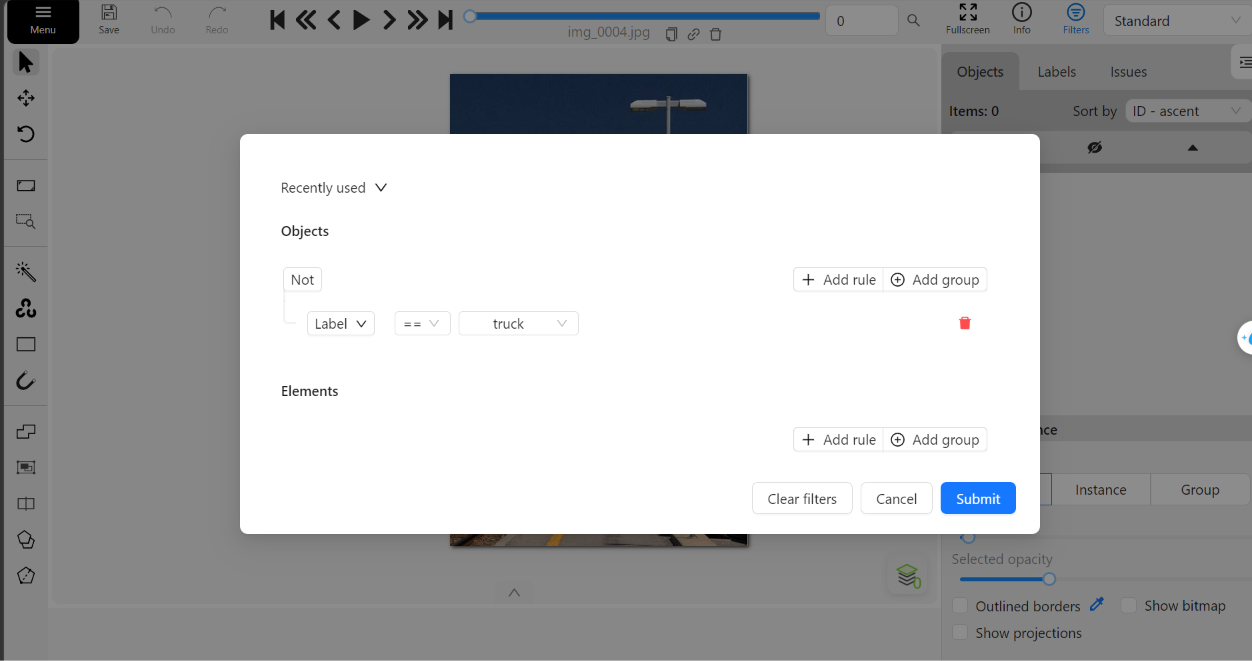 Menu
Save
Undo
Redo
img_0004.jpg
0
Fullscreen
Info
Filters
Standard
Objects
Labels
Issues
Items: 0
Sort by
ID - ascent
Recently used
Objects
Not
Add rule
Add group
Label
==
truck
Elements
Add rule
Add group
Clear filters
Cancel
Submit
nce
Instance
Group
Selected opacity
0
Outlined borders
Show bitmap
Show projections